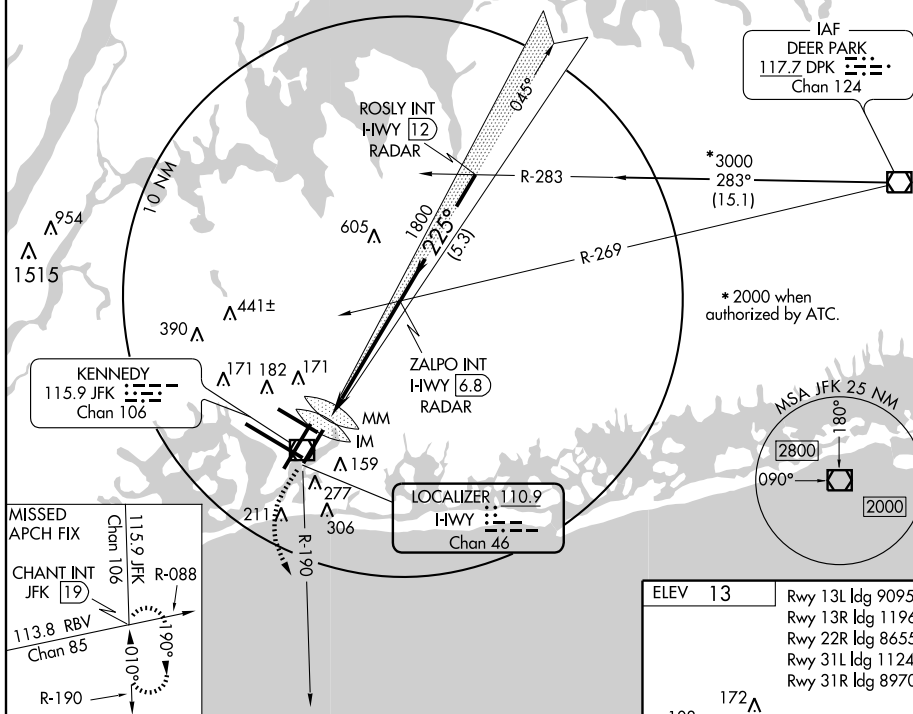 IAF
DEER PARK
117.7 DPK
Chan 124
ROSLY INT
I-IWY 12
RADAR
045°
10 NM
R-283
*3000
283°
(15.1)
954
1515
605
1800
225°
(5.3)
R-269
* 2000 when
authorized by ATC.
441±
390
171
182
171
ZALPO INT
I-IWY 6.8
RADAR
KENNEDY
115.9 JFK
Chan 106
MM
IM
159
277
306
211
R-190
LOCALIZER 110.9
I-IWY
Chan 46
MSA JFK 25 NM
180°
2800
090°
2000
MISSED
APCH FIX
CHANT INT
JFK 19
115.9 JFK
Chan 106
R-088
113.8 RBV
Chan 85
190°
010°
R-190
ELEV 13
Rwy 13L ldg 9095
Rwy 13R ldg 1196
Rwy 22R ldg 8655
Rwy 31L ldg 1124
Rwy 31R ldg 8970
172